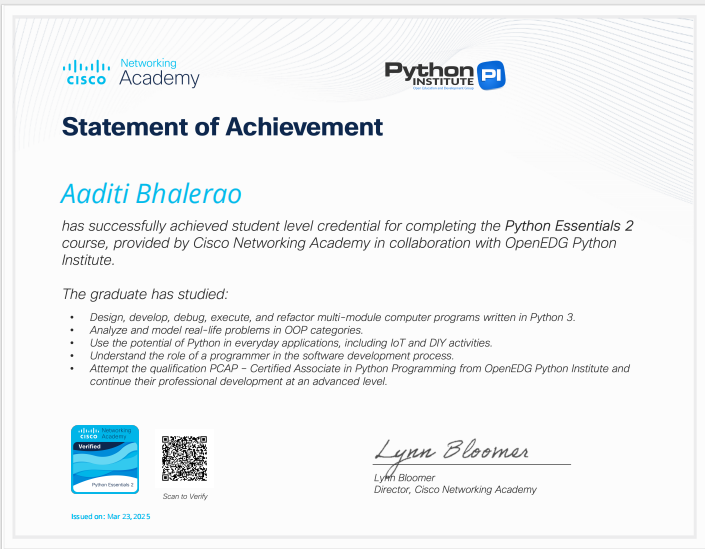 Networking
CISCO Academy
Python
INSTITUTE
PI
Open Education and Development Group
Statement of Achievement
Aaditi Bhalerao
has successfully achieved student level credential for completing the Python Essentials 2
course, provided by Cisco Networking Academy in collaboration with OpenEDG Python
Institute.
The graduate has studied:
• Design, develop, debug, execute, and refactor multi-module computer programs written in Python 3.
• Analyze and model real-life problems in OOP categories.
• Use the potential of Python in everyday applications, including IoT and DIY activities.
• Understand the role of a programmer in the software development process.
• Attempt the qualification PCAP – Certified Associate in Python Programming from OpenEDG Python Institute and
continue their professional development at an advanced level.
Networking
CISCO Academy
Verified
Python Essentials 2
Scan to Verify
Lynn Bloomer
Lynn Bloomer
Director, Cisco Networking Academy
Issued on: Mar 23, 2025